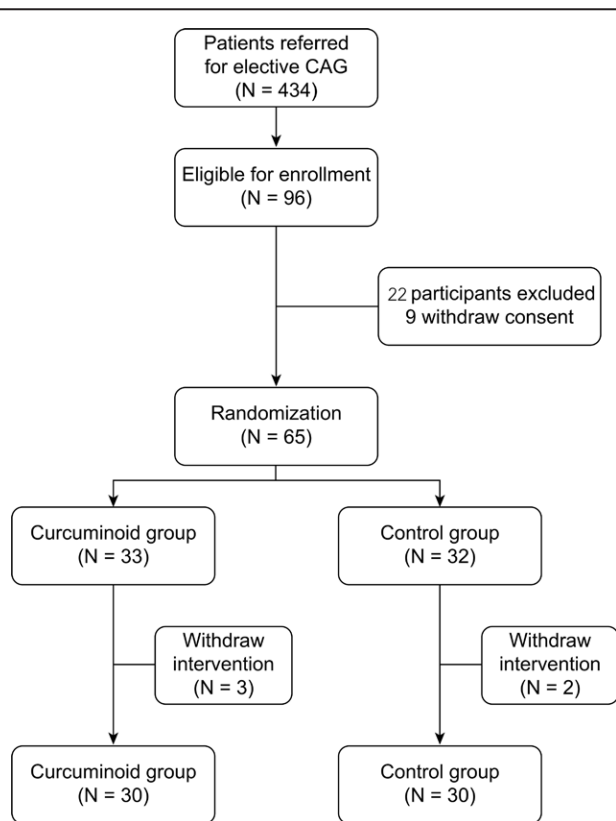 Patients referred
for elective CAG
(N = 434)
Eligible for enrollment
(N = 96)
22 participants excluded
9 withdraw consent
Randomization
(N = 65)
Curcuminoid group
(N = 33)
Control group
(N = 32)
Withdraw
intervention
(N = 3)
Withdraw
intervention
(N = 2)
Curcuminoid group
(N = 30)
Control group
(N = 30)